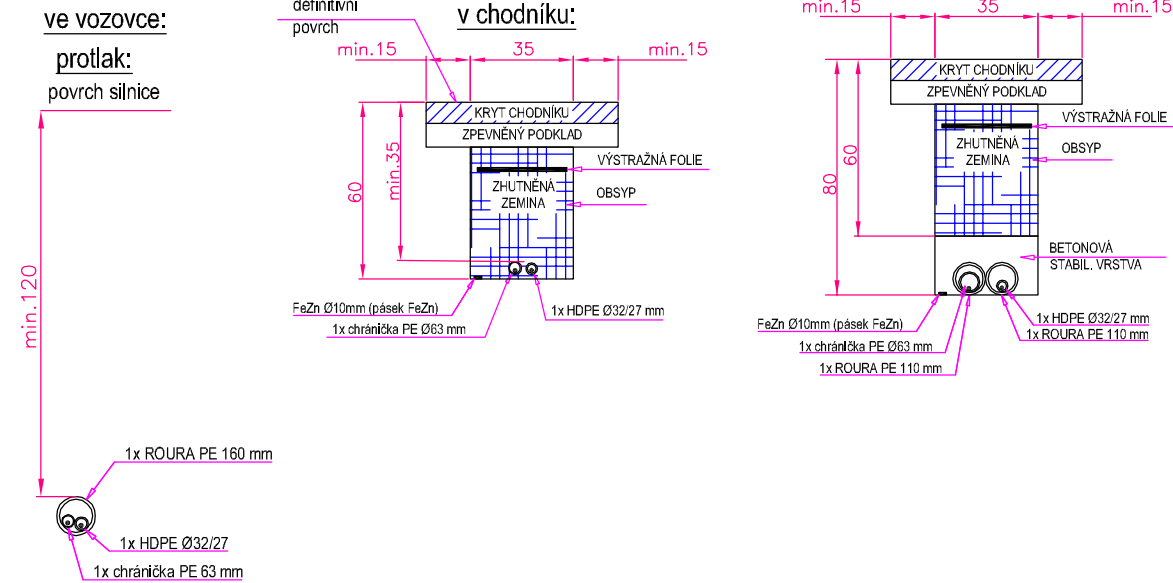 ve vozovce:
protlak:
povrch silnice
min.120
1x ROURA PE 160 mm
1x HDPE Ø32/27
1x chránička PE 63 mm
definitivní
povrch
v chodníku:
min.15
35
min.15
KRYT CHODNÍKU
ZPEVNĚNÝ PODKLAD
60
min.35
VÝSTRAŽNÁ FOLIE
ZHUTNĚNÁ
ZEMINA
OBSYP
FeZn Ø10mm (pásek FeZn)
1x HDPE Ø32/27 mm
1x chránička PE Ø63 mm
min.15
35
min.15
KRYT CHODNÍKU
ZPEVNĚNÝ PODKLAD
80
60
VÝSTRAŽNÁ FOLIE
ZHUTNĚNÁ
ZEMINA
OBSYP
BETONOVÁ
STABIL. VRSTVA
FeZn Ø10mm (pásek FeZn)
1x HDPE Ø32/27 mm
1x ROURA PE 110 mm
1x chránička PE Ø63 mm
1x ROURA PE 110 mm